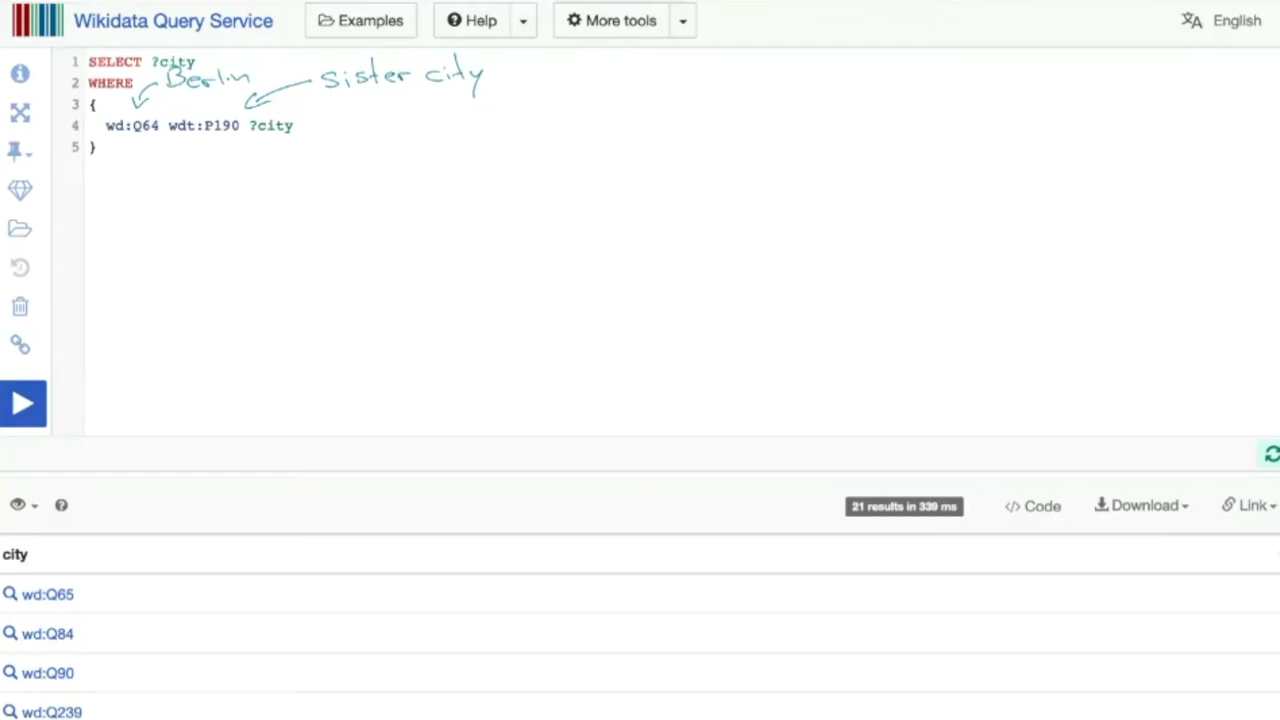 Wikidata Query Service Examples Help More tools English
1 SELECT ?city
Berlin sister city
2 WHERE
3 {
4 wd:Q64 wdt:P190 ?city
5 }
21 results in 339 ms Code Download Link
city
wd:Q65
wd:Q84
wd:Q90
wd:Q239